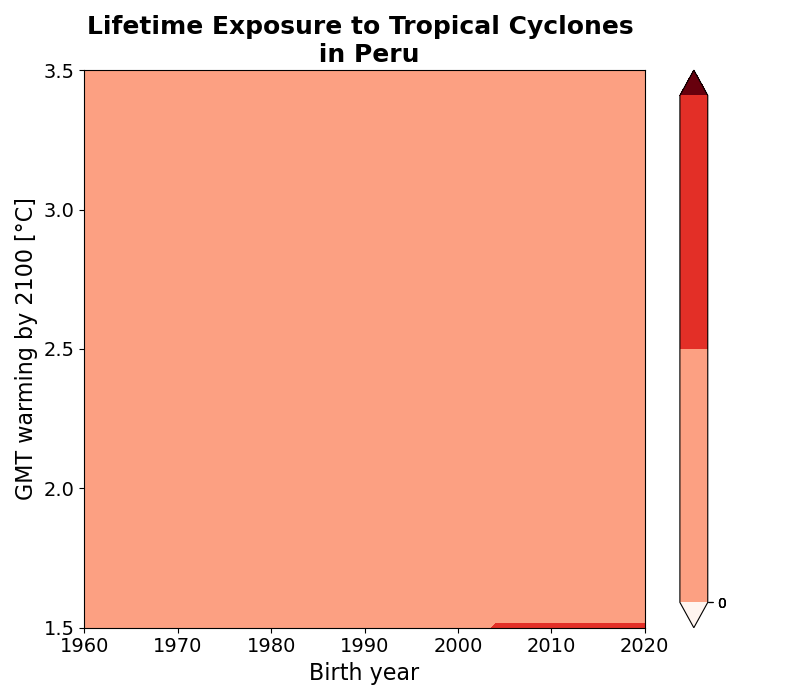 Lifetime Exposure to Tropical Cyclones
in Peru
GMT warming by 2100 [°C]
3.5
3.0
2.5
2.0
1.5
1960 1970 1980 1990 2000 2010 2020
Birth year
0